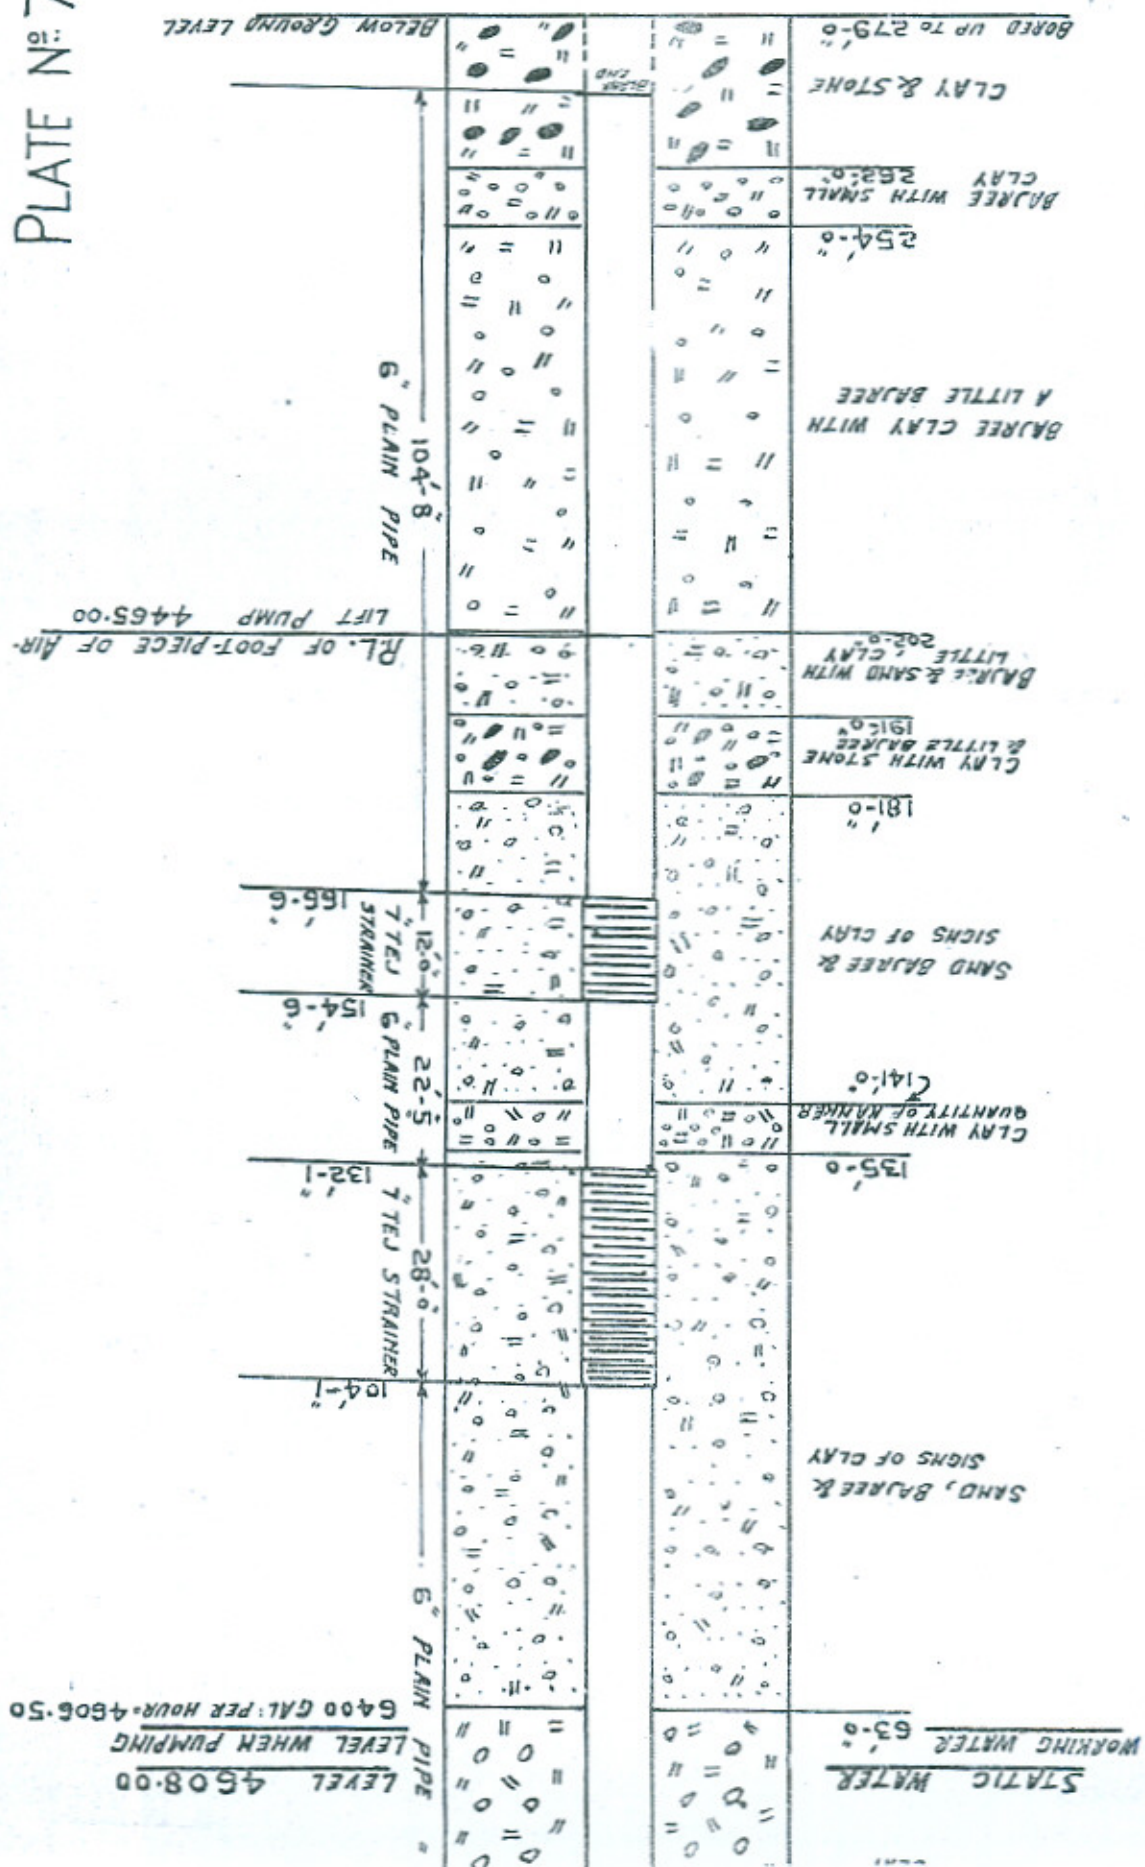 PLATE Nº: 7
STATIC WATER LEVEL 4608.00
WORKING WATER LEVEL WHEN PUMPING
6400 GAL: PER HOUR = 4606.50
63'-0"
6" PLAIN PIPE
SAND, BAJREE &
SIGNS OF CLAY
104'-1"
28'-0"
7" TEJ STRAINER
132'-1"
135'-0"
CLAY WITH SMALL
QUANTITY OF KANKER
141'-0"
22'-5"
6" PLAIN PIPE
154'-6"
SAND BAJREE &
SIGNS OF CLAY
12'-0"
7" TEJ
STRAINER
166'-6"
181'-0"
CLAY WITH STONE
& LITTLE BAJREE
191'-0"
BAJREE & SAND WITH
LITTLE CLAY
202'-0"
R.L. OF FOOT-PIECE OF AIR-
LIFT PUMP 4465.00
104'-8"
6" PLAIN PIPE
BAJREE CLAY WITH
A LITTLE BAJREE
254'-0"
BAJREE WITH SMALL
CLAY 262'-0"
CLAY & STONE
BLANK
END
BORED UP TO 279'-0"
BELOW GROUND LEVEL